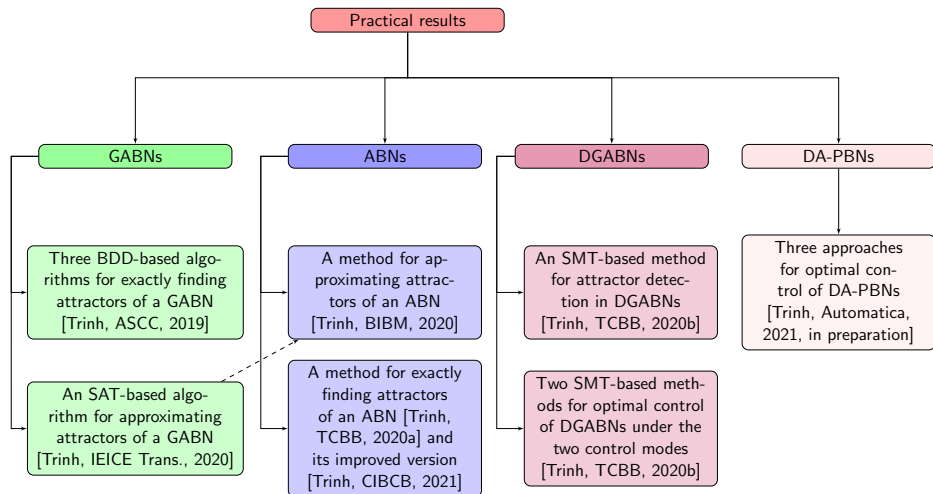 Practical results
GABNs
ABNs
DGABNs
DA-PBNs
Three BDD-based algo-
rithms for exactly finding
attractors of a GABN
[Trinh, ASCC, 2019]
A method for ap-
proximating attrac-
tors of an ABN
[Trinh, BIBM, 2020]
An SMT-based method
for attractor detec-
tion in DGABNs
[Trinh, TCBB, 2020b]
Three approaches
for optimal con-
trol of DA-PBNs
[Trinh, Automatica,
2021, in preparation]
An SAT-based algo-
rithm for approximating
attractors of a GABN
[Trinh, IEICE Trans., 2020]
A method for exactly
finding attractors
of an ABN [Trinh,
TCBB, 2020a] and
its improved version
[Trinh, CIBCB, 2021]
Two SMT-based meth-
ods for optimal control
of DGABNs under the
two control modes
[Trinh, TCBB, 2020b]